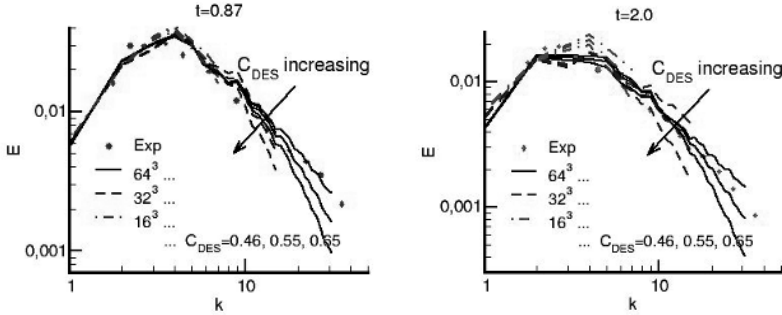 t=0.87
C_DES increasing
0,01
E
Exp
64³ ...
32³ ...
16³ ...
... C_DES=0.46, 0.55, 0.65
0,001
1
10
k
t=2.0
C_DES increasing
0,01
E
Exp
64³ ...
32³ ...
16³ ...
... C_DES=0.46, 0.55, 0.65
0,001
1
10
k